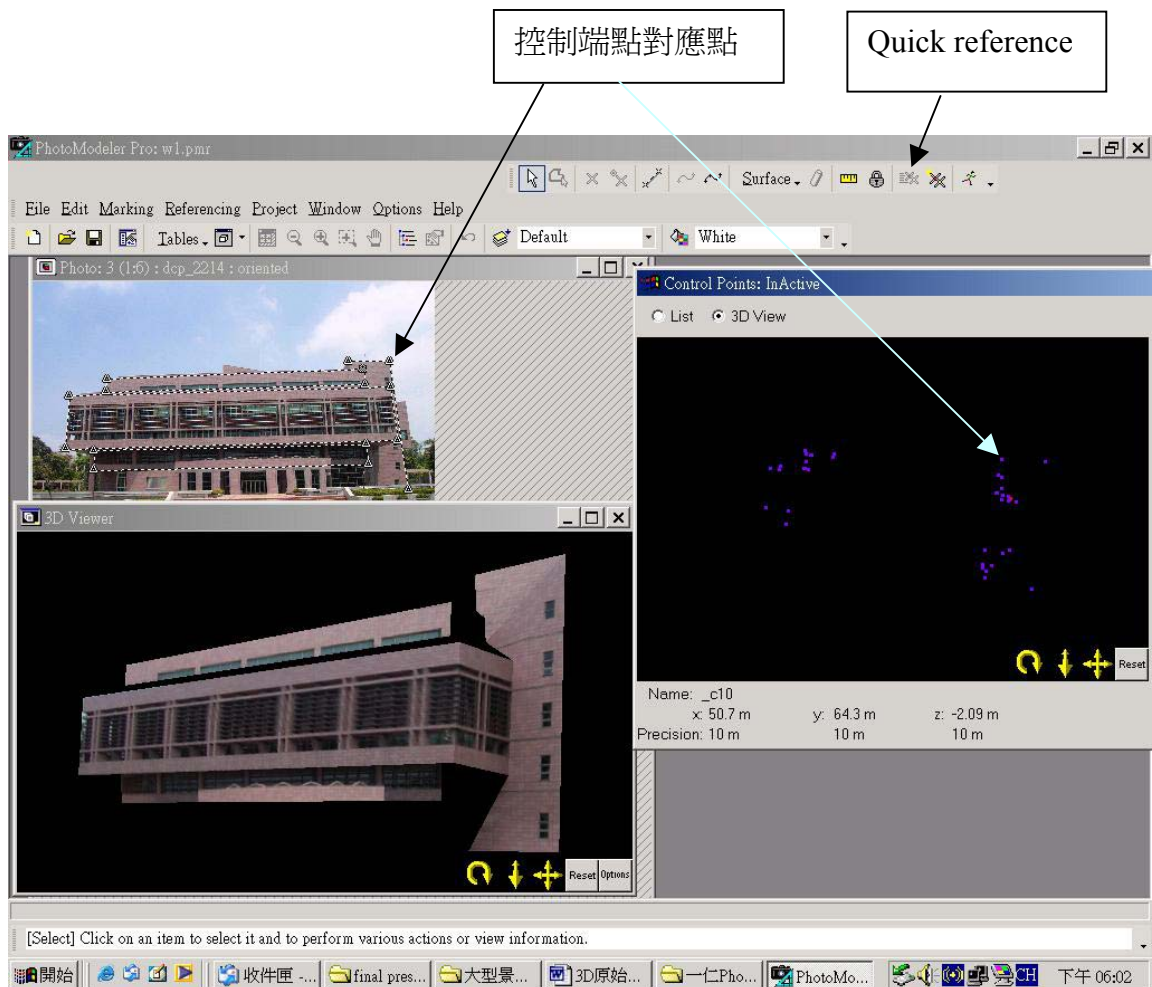 控制端點對應點
Quick reference
PhotoModeler Pro: w1.pmr
Surface
File Edit Marking Referencing Project Window Options Help
Tables
Default
White
Photo: 3 (1:6) : dcp_2214 : oriented
Control Points: InActive
List
3D View
Reset
Name: _c10
x: 50.7 m y: 64.3 m z: -2.09 m
Precision: 10 m 10 m 10 m
3D Viewer
Reset
Options
[Select] Click on an item to select it and to perform various actions or view information.
開始
收件匣 -...
final pres...
大型景...
3D原始...
一仁Pho...
PhotoMo...
CH
下午 06:02